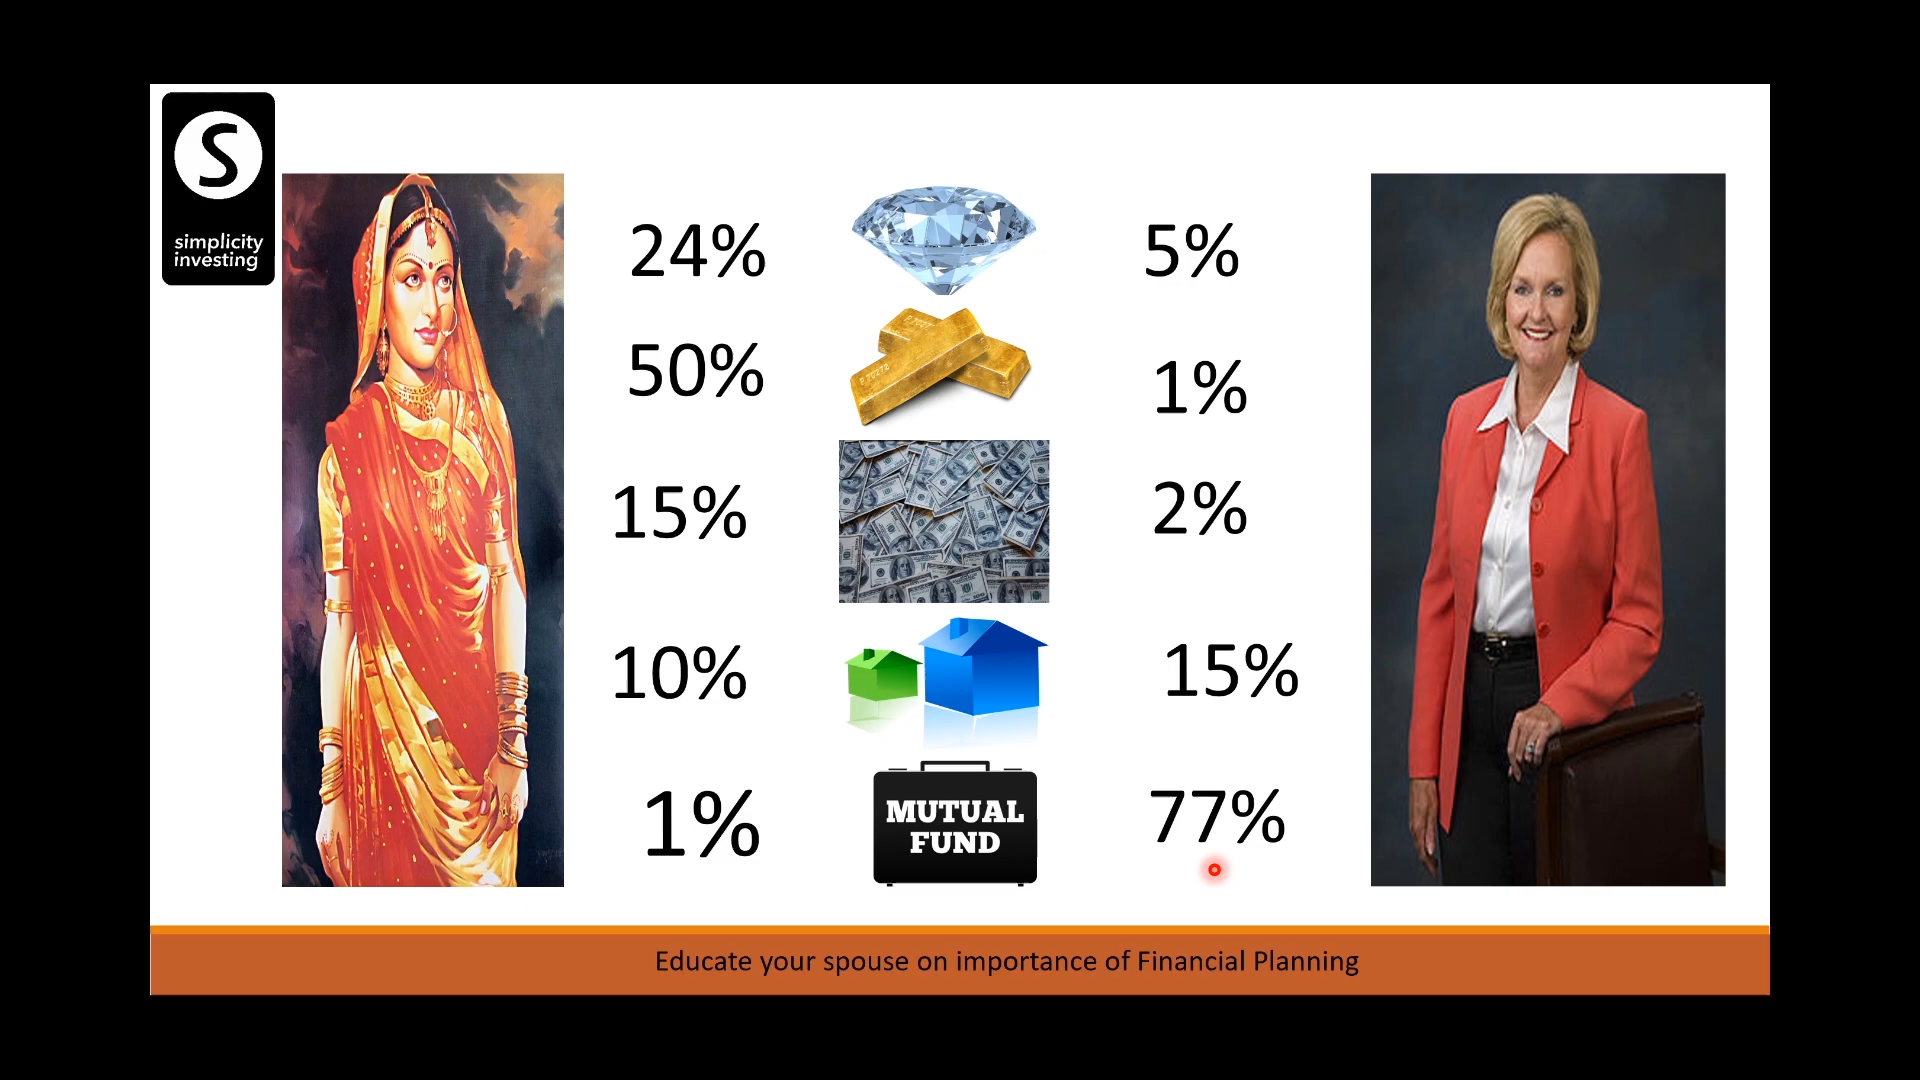 S
simplicity
investing
24%
5%
50%
1%
15%
2%
10%
15%
1%
MUTUAL
FUND
77%
Educate your spouse on importance of Financial Planning